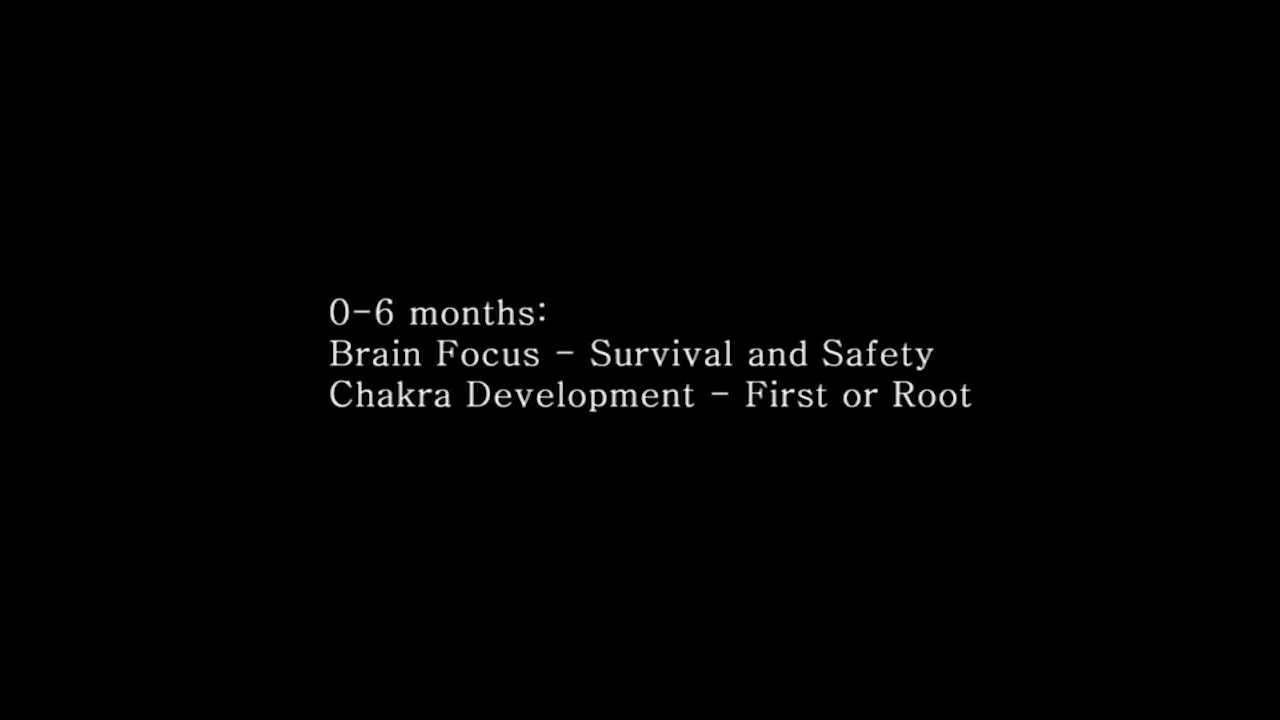 0-6 months:
Brain Focus - Survival and Safety
Chakra Development - First or Root